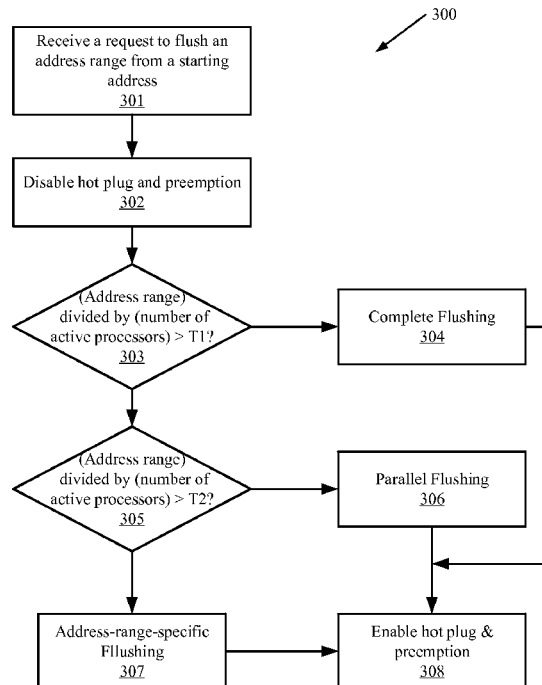 300
Receive a request to flush an
address range from a starting
address
301
Disable hot plug and preemption
302
(Address range)
divided by (number of
active processors) > T1?
303
Complete Flushing
304
(Address range)
divided by (number of
active processors) > T2?
305
Parallel Flushing
306
Address-range-specific
Fllushing
307
Enable hot plug &
preemption
308